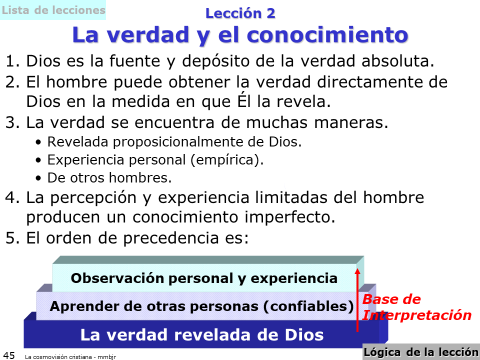 Lista de lecciones
Lección 2
La verdad y el conocimiento
1. Dios es la fuente y depósito de la verdad absoluta.
2. El hombre puede obtener la verdad directamente de
Dios en la medida en que Él la revela.
3. La verdad se encuentra de muchas maneras.
• Revelada proposicionalmente de Dios.
• Experiencia personal (empírica).
• De otros hombres.
4. La percepción y experiencia limitadas del hombre
producen un conocimiento imperfecto.
5. El orden de precedencia es:
Observación personal y experiencia
Aprender de otras personas (confiables)
La verdad revelada de Dios
Base de
Interpretación
45 La cosmovisión cristiana - mmbjr
Lógica de la lección